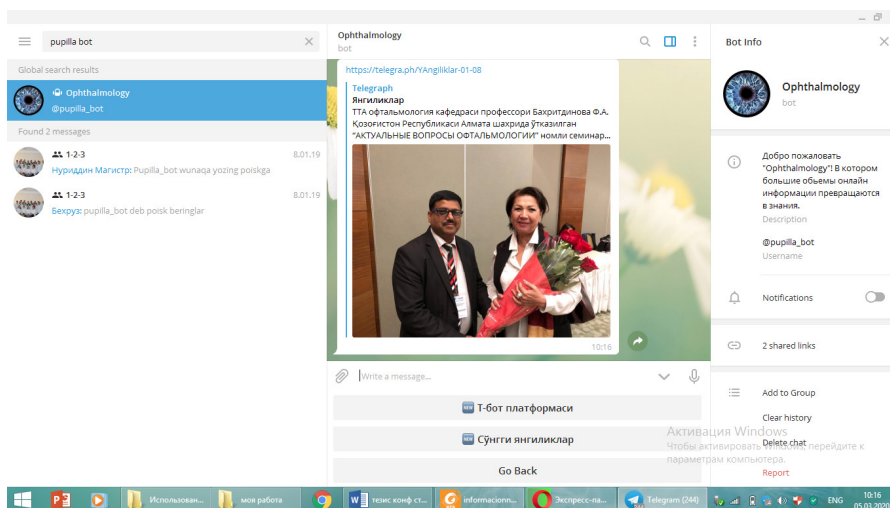 pupilla bot
Global search results
Ophthalmology
@pupilla_bot
Found 2 messages
1-2-3
8.01.19
Нуриддин Магистр: Pupilla_bot wunaqa yozing poiskga
1-2-3
8.01.19
Бехруз: pupilla_bot deb poisk beringlar
Ophthalmology
bot
https://telegra.ph/YAngiliklar-01-08
Telegraph
Янгиликлар
ТТА офтальмология кафедраси профессори Бахритдинова Ф.А.
Қозоғистон Республикаси Алмата шахрида ўтказилган
"АКТУАЛЬНЫЕ ВОПРОСЫ ОФТАЛЬМОЛОГИИ" номли семинар...
10:16
Write a message...
NEW Т-бот платформаси
NEW Сўнгги янгиликлар
Go Back
Bot Info
Ophthalmology
bot
Добро пожаловать
"Ophthalmology"! В котором
большие обьемы онлайн
информации превращаются
в знания.
Description
@pupilla_bot
Username
Notifications
2 shared links
Add to Group
Clear history
Delete chat
Report
Активация Windows
Чтобы активировать Windows, перейдите к
параметрам компьютера.
Использован...
моя работа
тезис конф ст...
informacionn...
Экспресс-па...
Telegram (244)
ENG
10:16
05.03.2020